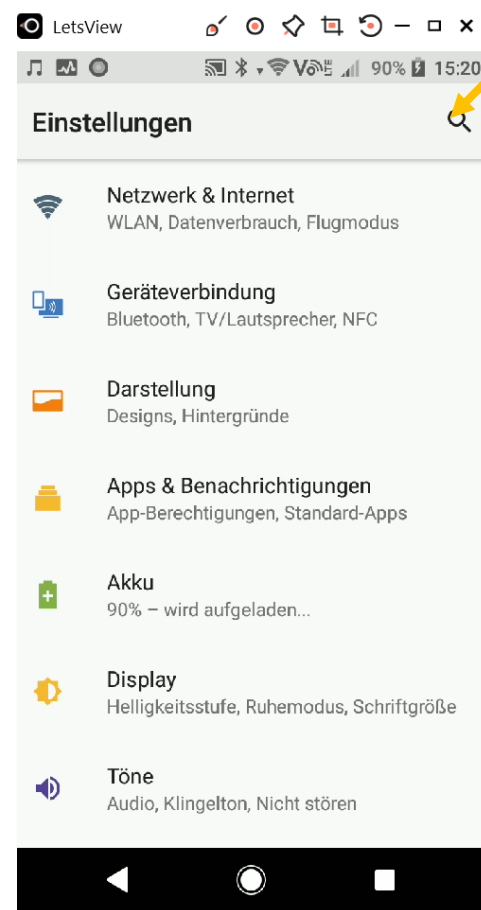 LetsView
90% 15:20
Einstellungen
Netzwerk & Internet
WLAN, Datenverbrauch, Flugmodus
Geräteverbindung
Bluetooth, TV/Lautsprecher, NFC
Darstellung
Designs, Hintergründe
Apps & Benachrichtigungen
App-Berechtigungen, Standard-Apps
Akku
90% – wird aufgeladen...
Display
Helligkeitsstufe, Ruhemodus, Schriftgröße
Töne
Audio, Klingelton, Nicht stören